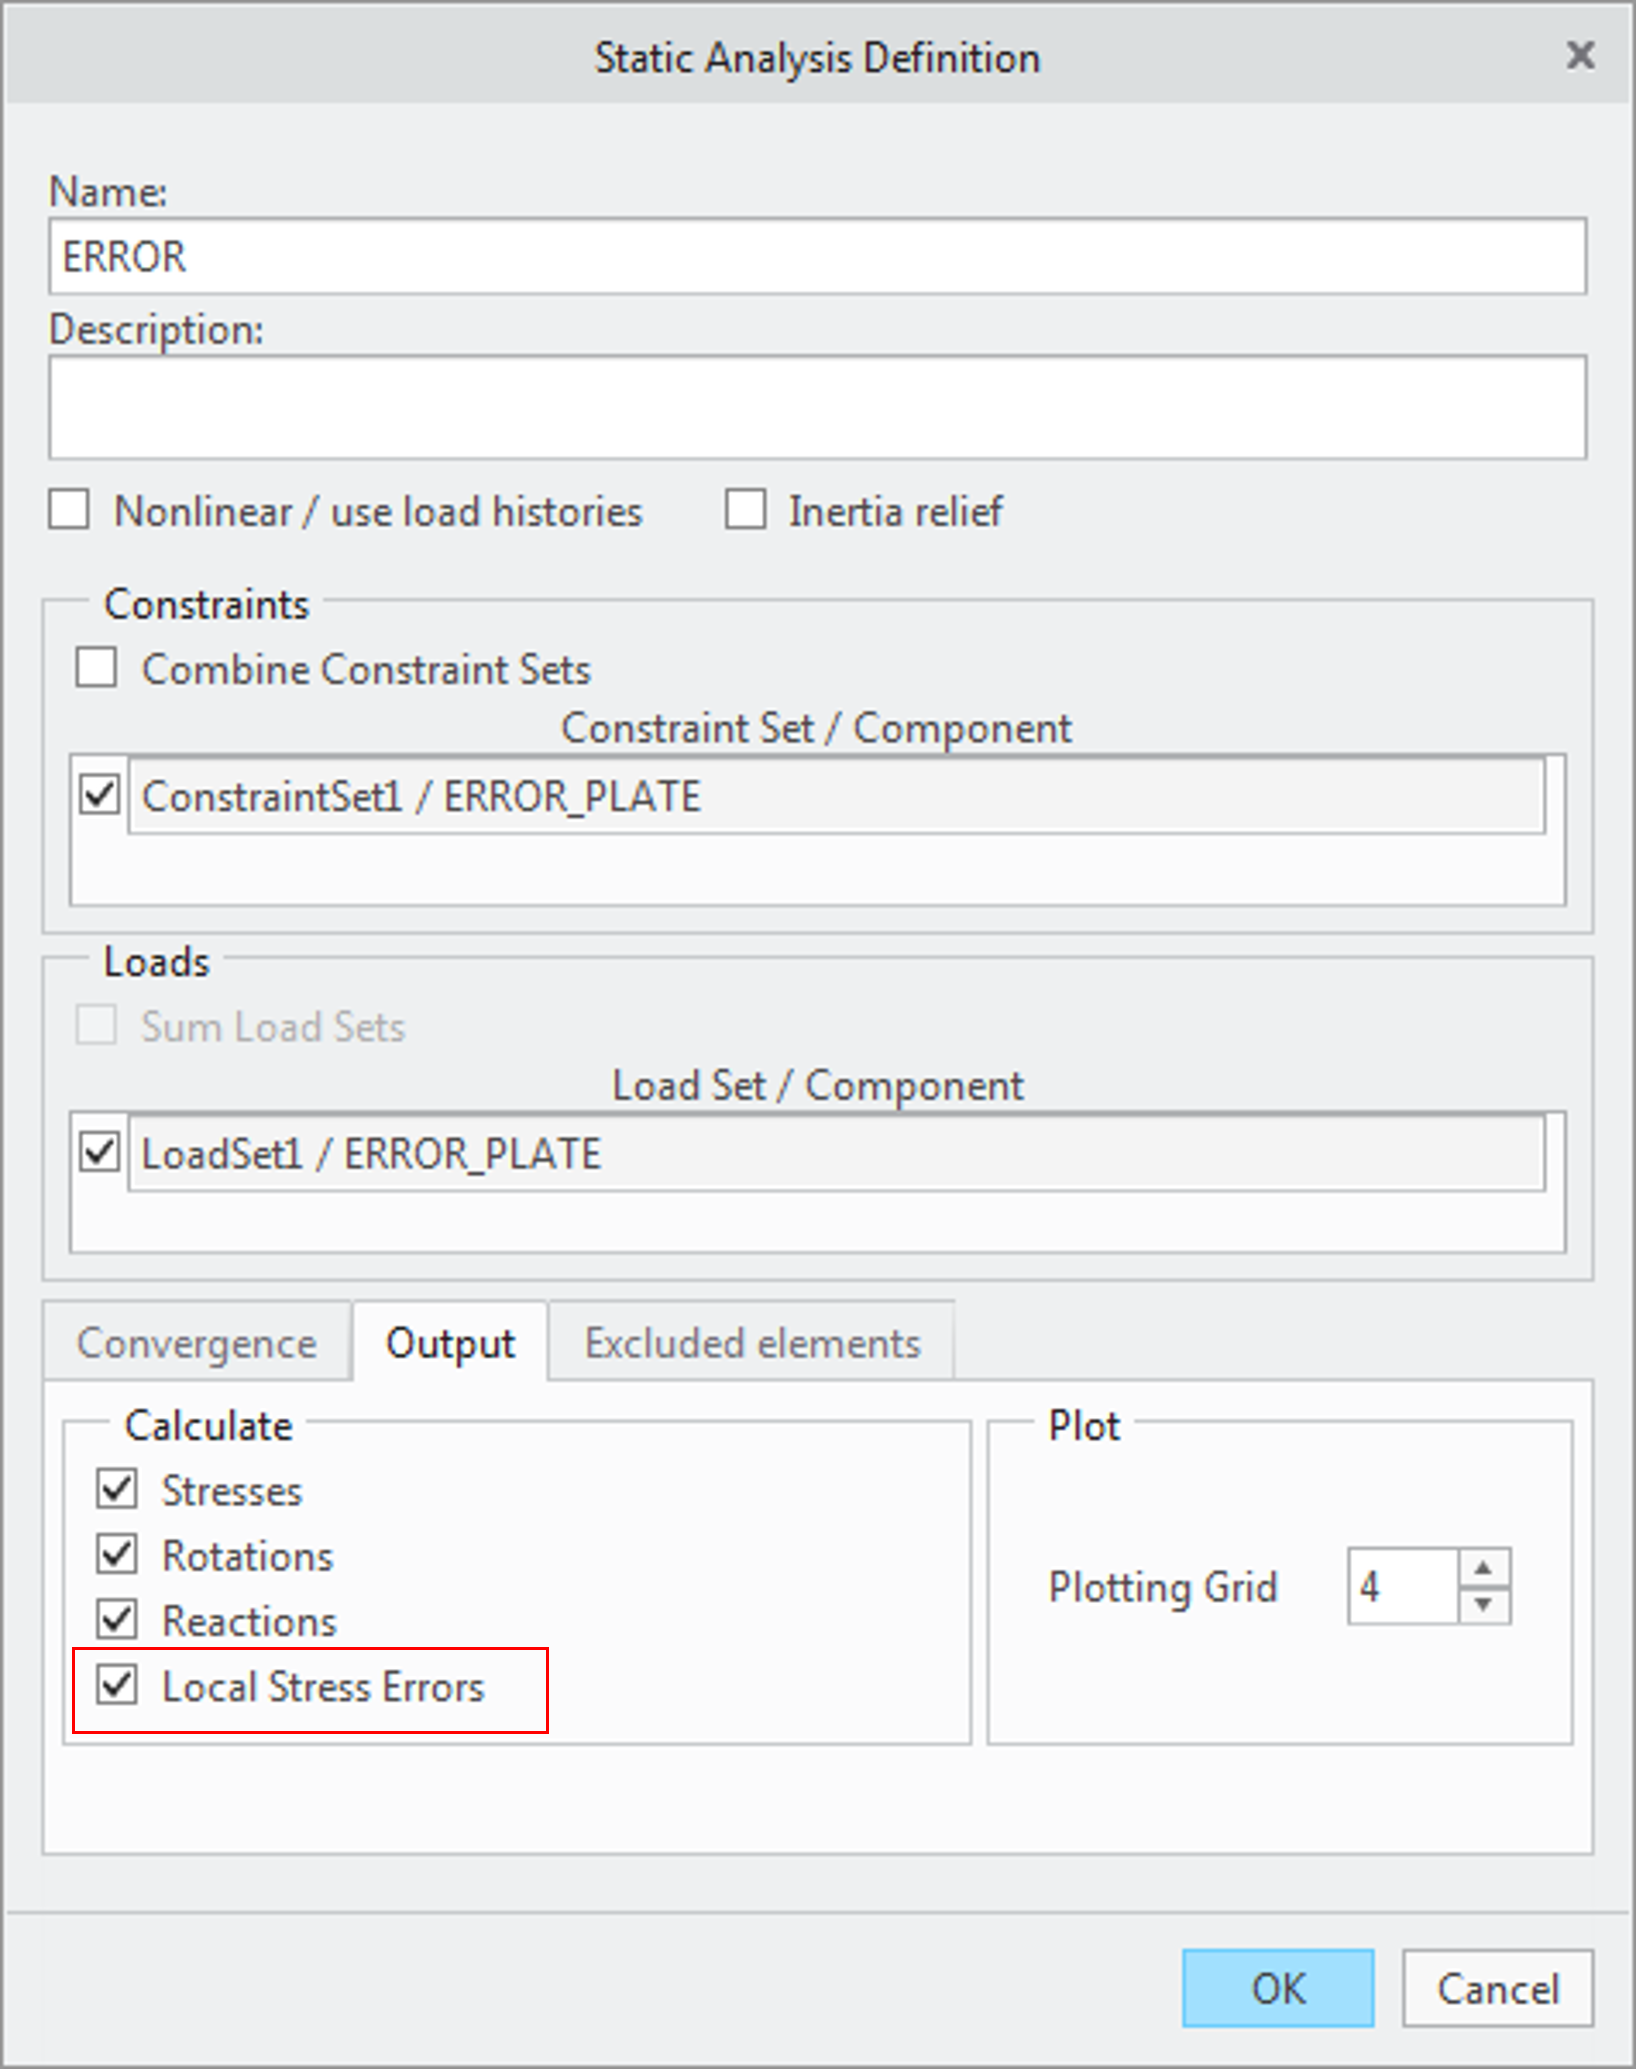 Static Analysis Definition
Name:
ERROR
Description:
Nonlinear / use load histories
Inertia relief
Constraints
Combine Constraint Sets
Constraint Set / Component
ConstraintSet1 / ERROR_PLATE
Loads
Sum Load Sets
Load Set / Component
LoadSet1 / ERROR_PLATE
Convergence
Output
Excluded elements
Calculate
Stresses
Rotations
Reactions
Local Stress Errors
Plot
Plotting Grid
4
OK
Cancel